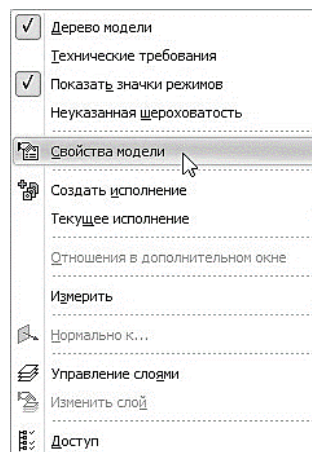 Дерево модели
Технические требования
Показать значки режимов
Неуказанная шероховатость
Свойства модели
Создать исполнение
Текущее исполнение
Отношения в дополнительном окне
Измерить
Нормально к...
Управление слоями
Изменить слой
Доступ